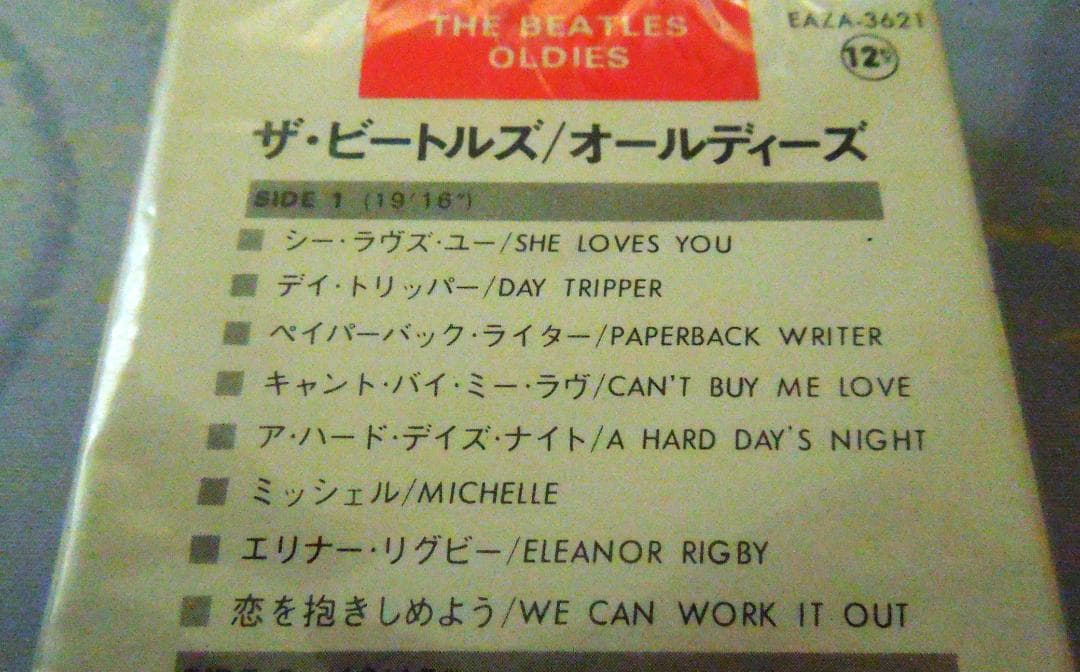 THE BEATLES
OLDIES
EAZA-3621
12
ザ・ビートルズ/オールディーズ
SIDE 1 (19'16")
シー・ラヴズ・ユー/SHE LOVES YOU
デイ・トリッパー/DAY TRIPPER
ペイパーバック・ライター/PAPERBACK WRITER
キャント・バイ・ミー・ラヴ/CAN'T BUY ME LOVE
ア・ハード・デイズ・ナイト/A HARD DAY'S NIGHT
ミッシェル/MICHELLE
エリナー・リグビー/ELEANOR RIGBY
恋を抱きしめよう/WE CAN WORK IT OUT